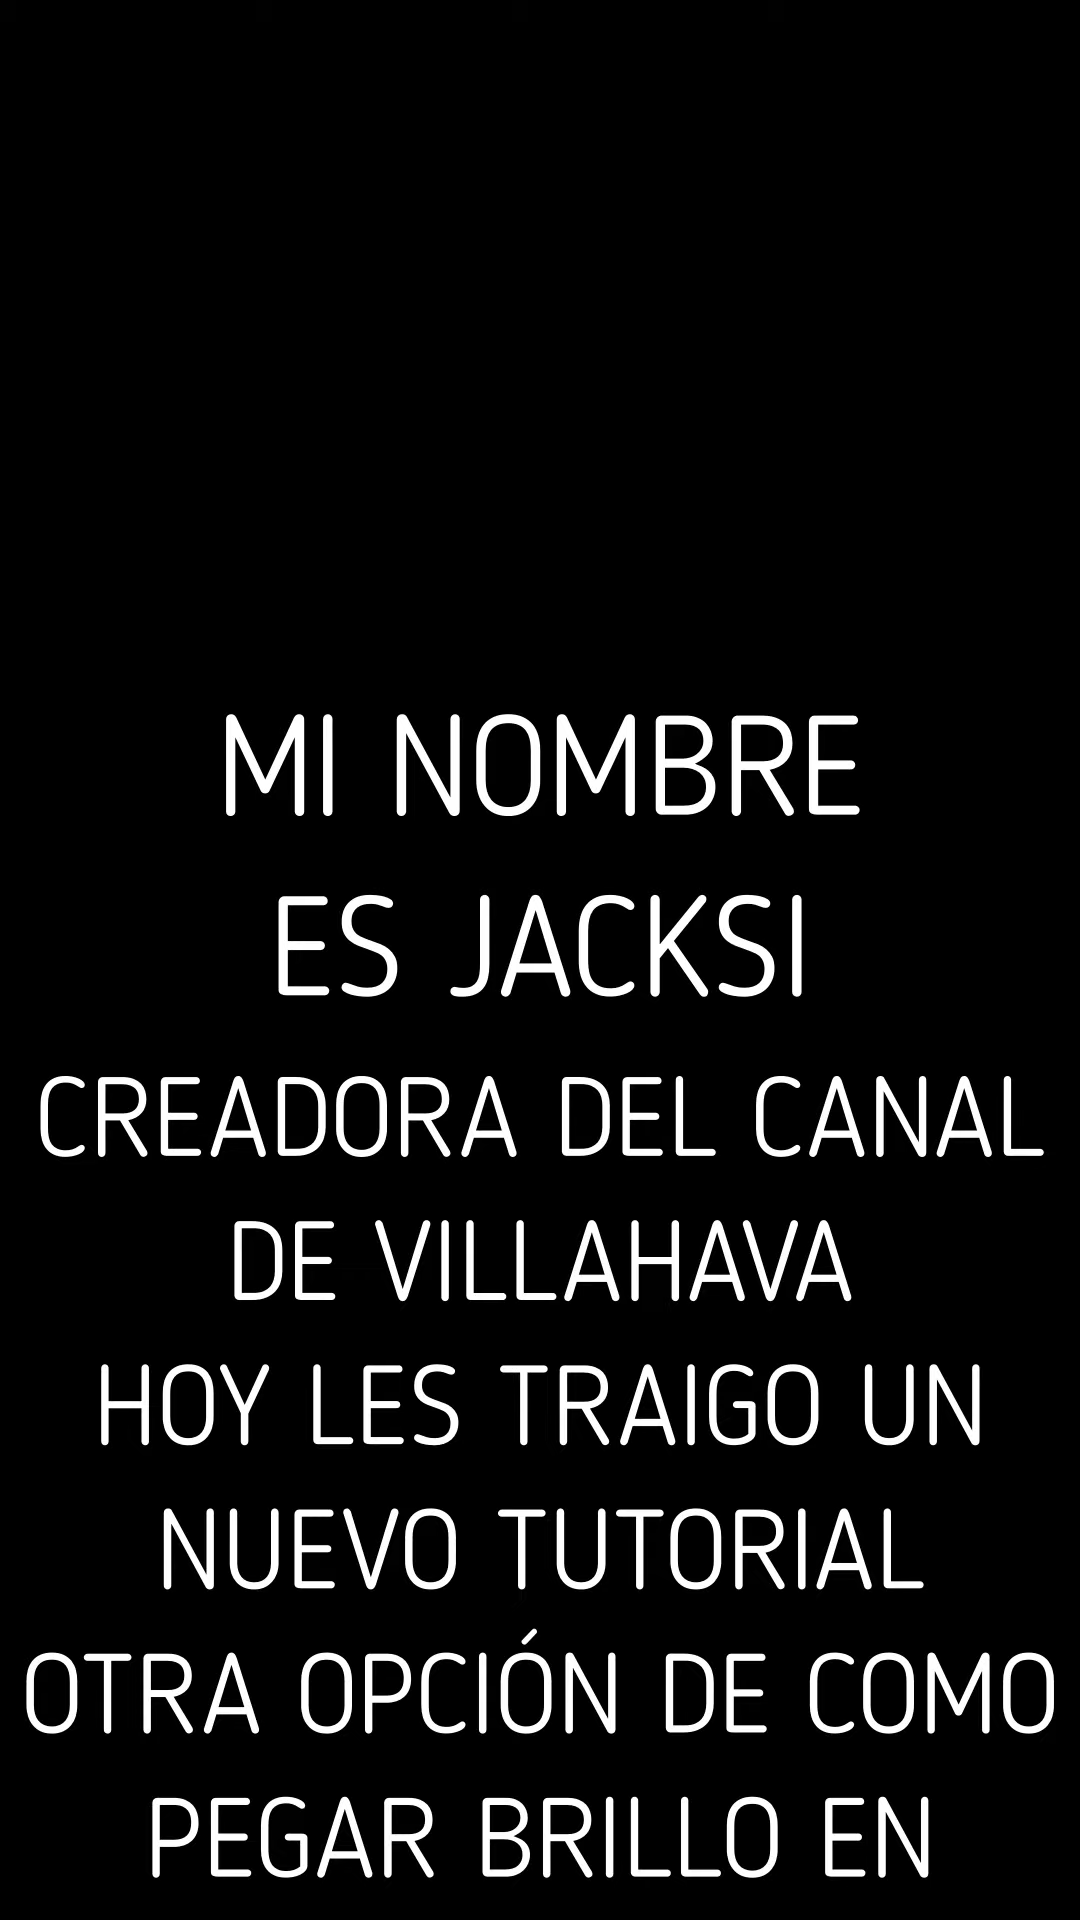 MI NOMBRE
ES JACKSI
CREADORA DEL CANAL
DE VILLAHAVA
HOY LES TRAIGO UN
NUEVO TUTORIAL
OTRA OPCIÓN DE COMO
PEGAR BRILLO EN